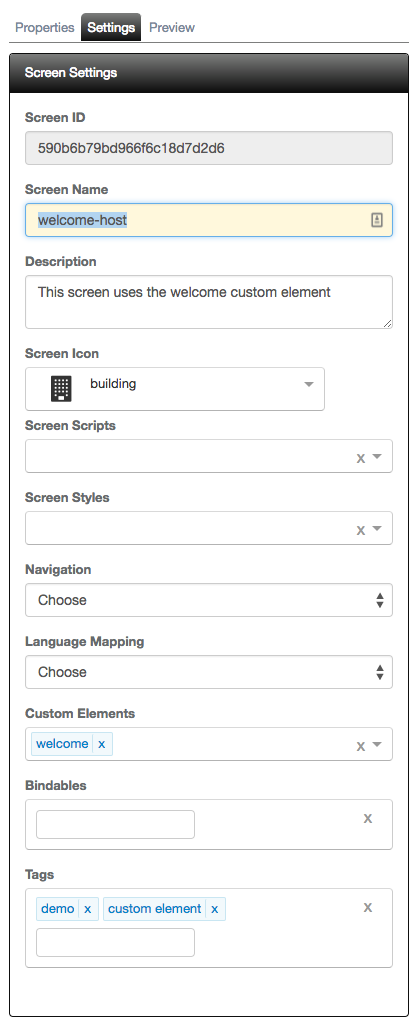 Properties Settings Preview
Screen Settings
Screen ID
590b6b79bd966f6c18d7d2d6
Screen Name
welcome-host
Description
This screen uses the welcome custom element
Screen Icon
building
Screen Scripts
x
Screen Styles
x
Navigation
Choose
Language Mapping
Choose
Custom Elements
welcome x x
Bindables
x
Tags
demo x custom element x x